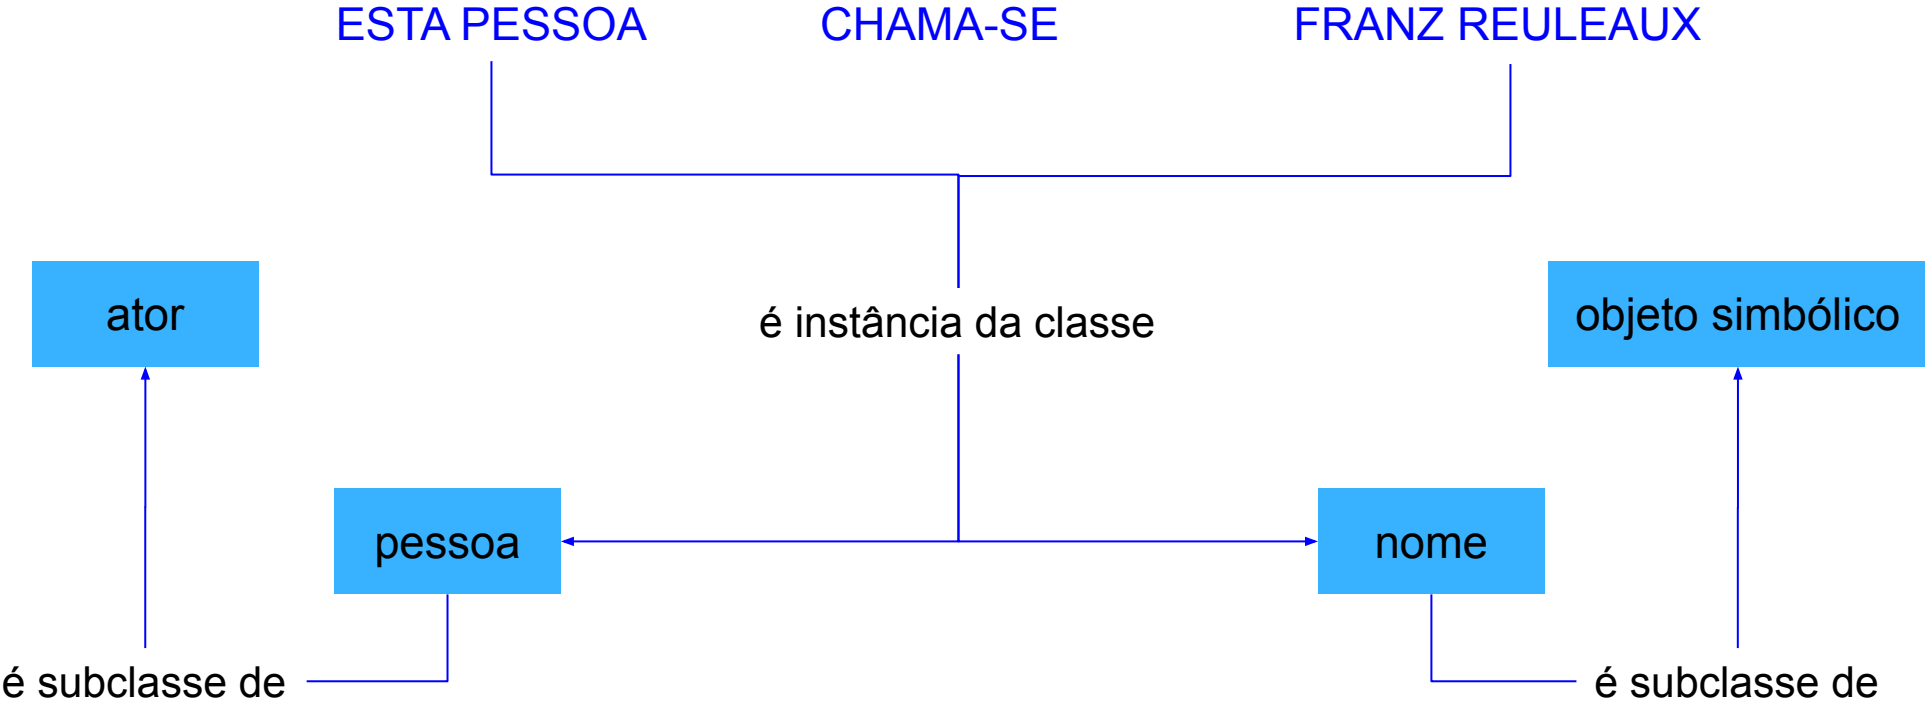 ESTA PESSOA CHAMA-SE FRANZ REULEAUX
ator
é instância da classe
objeto simbólico
pessoa
nome
é subclasse de
é subclasse de